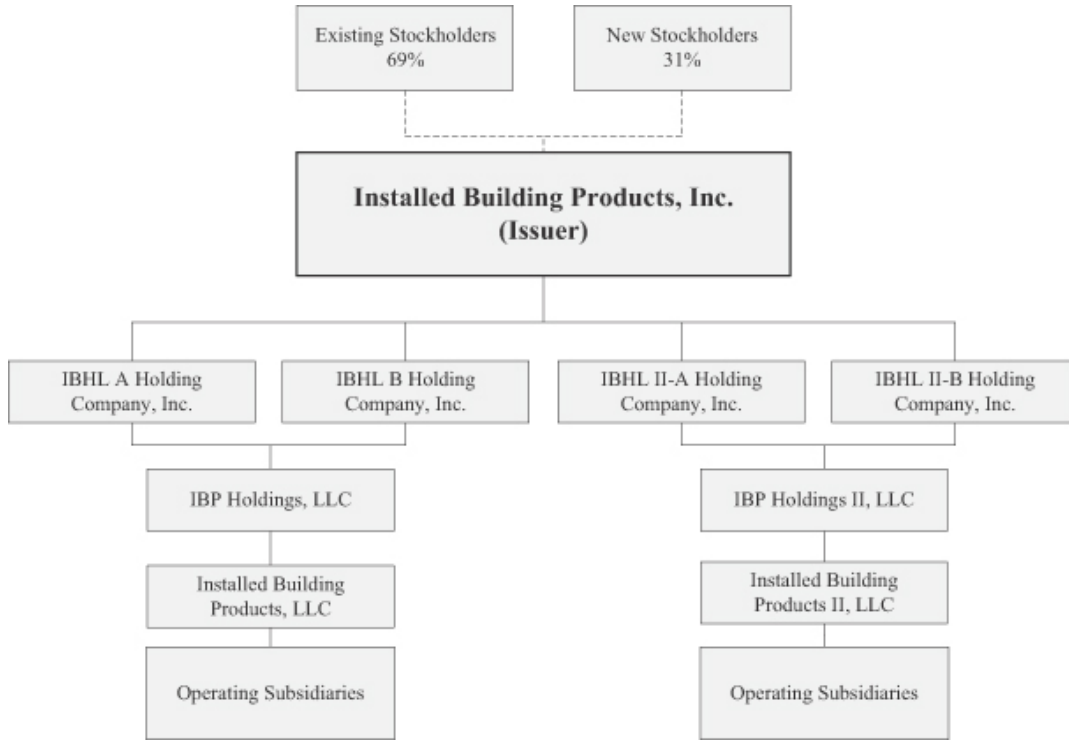 Existing Stockholders
69%
New Stockholders
31%
Installed Building Products, Inc.
(Issuer)
IBHL A Holding
Company, Inc.
IBHL B Holding
Company, Inc.
IBHL II-A Holding
Company, Inc.
IBHL II-B Holding
Company, Inc.
IBP Holdings, LLC
IBP Holdings II, LLC
Installed Building
Products, LLC
Installed Building
Products II, LLC
Operating Subsidiaries
Operating Subsidiaries